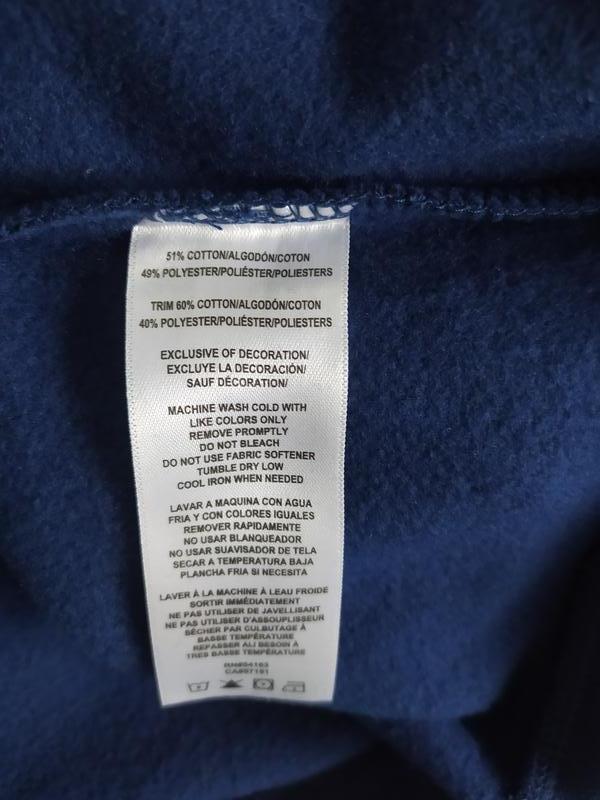 51% COTTON/ALGODÓN/COTON
49% POLYESTER/POLIÉSTER/POLIESTERS
TRIM 60% COTTON/ALGODÓN/COTON
40% POLYESTER/POLIÉSTER/POLIESTERS
EXCLUSIVE OF DECORATION/
EXCLUYE LA DECORACIÓN/
SAUF DÉCORATION/
MACHINE WASH COLD WITH
LIKE COLORS ONLY
REMOVE PROMPTLY
DO NOT BLEACH
DO NOT USE FABRIC SOFTENER
TUMBLE DRY LOW
COOL IRON WHEN NEEDED
LAVAR A MAQUINA CON AGUA
FRIA Y CON COLORES IGUALES
REMOVER RAPIDAMENTE
NO USAR BLANQUEADOR
NO USAR SUAVISADOR DE TELA
SECAR A TEMPERATURA BAJA
PLANCHA FRIA SI NECESITA
LAVER À LA MACHINE À LEAU FROIDE
SORTIR IMMÉDIATEMENT
NE PAS UTILISER DE JAVELLISANT
NE PAS UTILISER D'ASSOUPLISSEUR
SÉCHER PAR CULBUTAGE À
BASSE TEMPÉRATURE
REPASSER AU BESOIN À
TRES BASSE TEMPÉRATURE